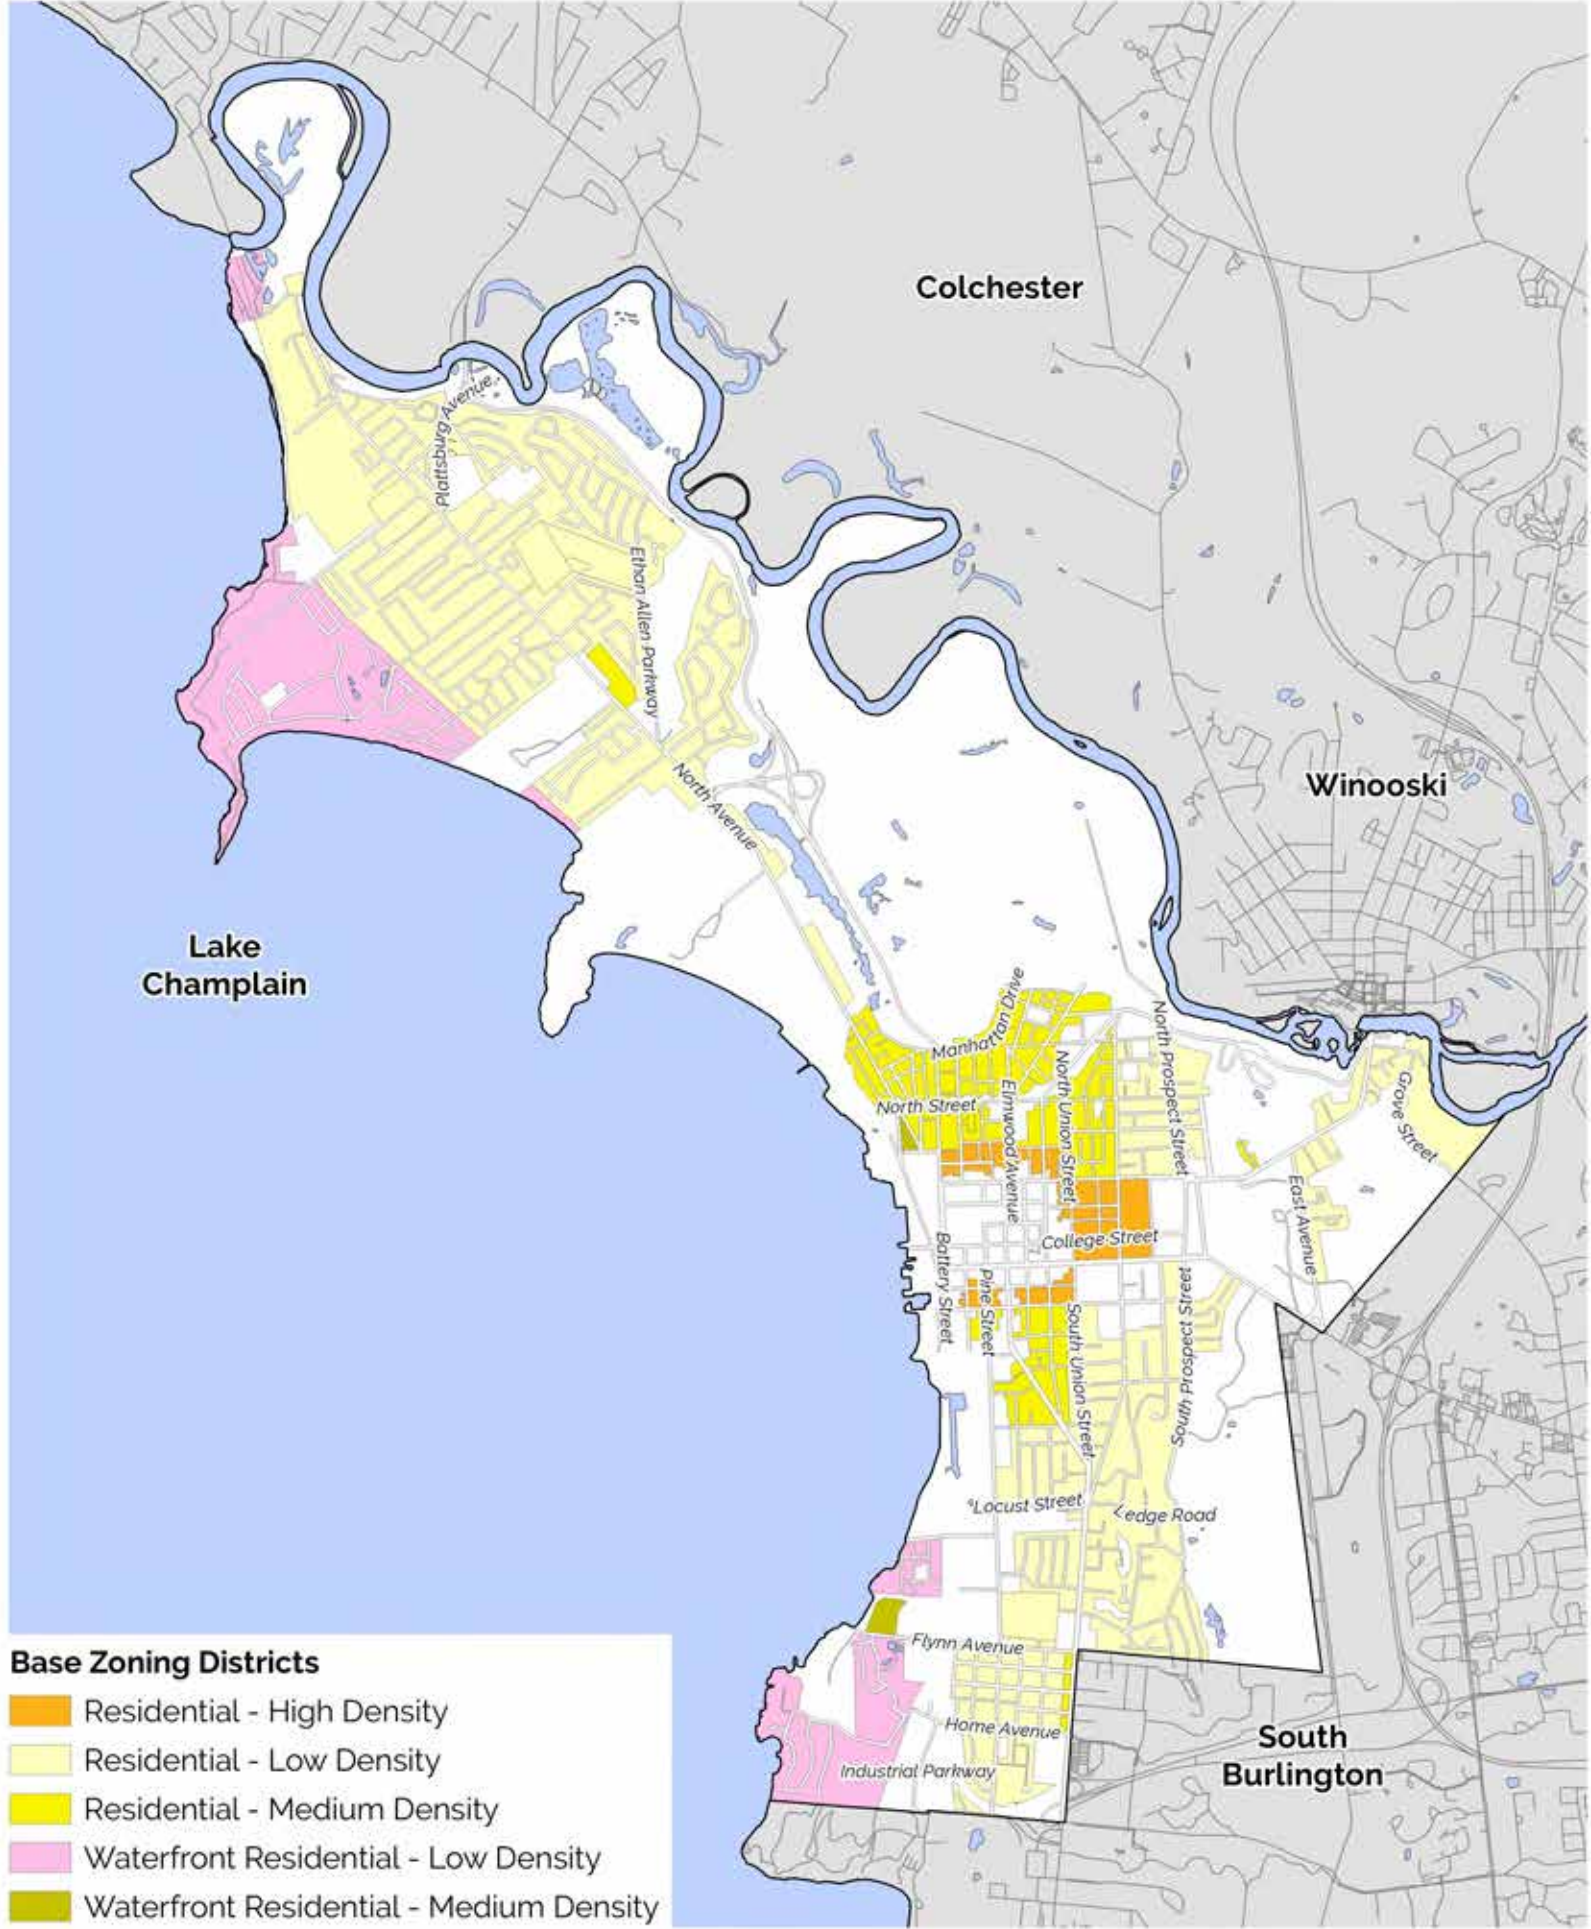 Colchester
Plattsburg Avenue
Ethan Allen Parkway
Winooski
North Avenue
Lake
Champlain
Manhattan Drive
North Prospect Street
North Union Street
Elmwood Avenue
Grove Street
North Street
East Avenue
College Street
Battery Street
Pine Street
South Prospect Street
South Union Street
Locust Street
Ledge Road
Flynn Avenue
Home Avenue
Industrial Parkway
South
Burlington
Base Zoning Districts
Residential - High Density
Residential - Low Density
Residential - Medium Density
Waterfront Residential - Low Density
Waterfront Residential - Medium Density